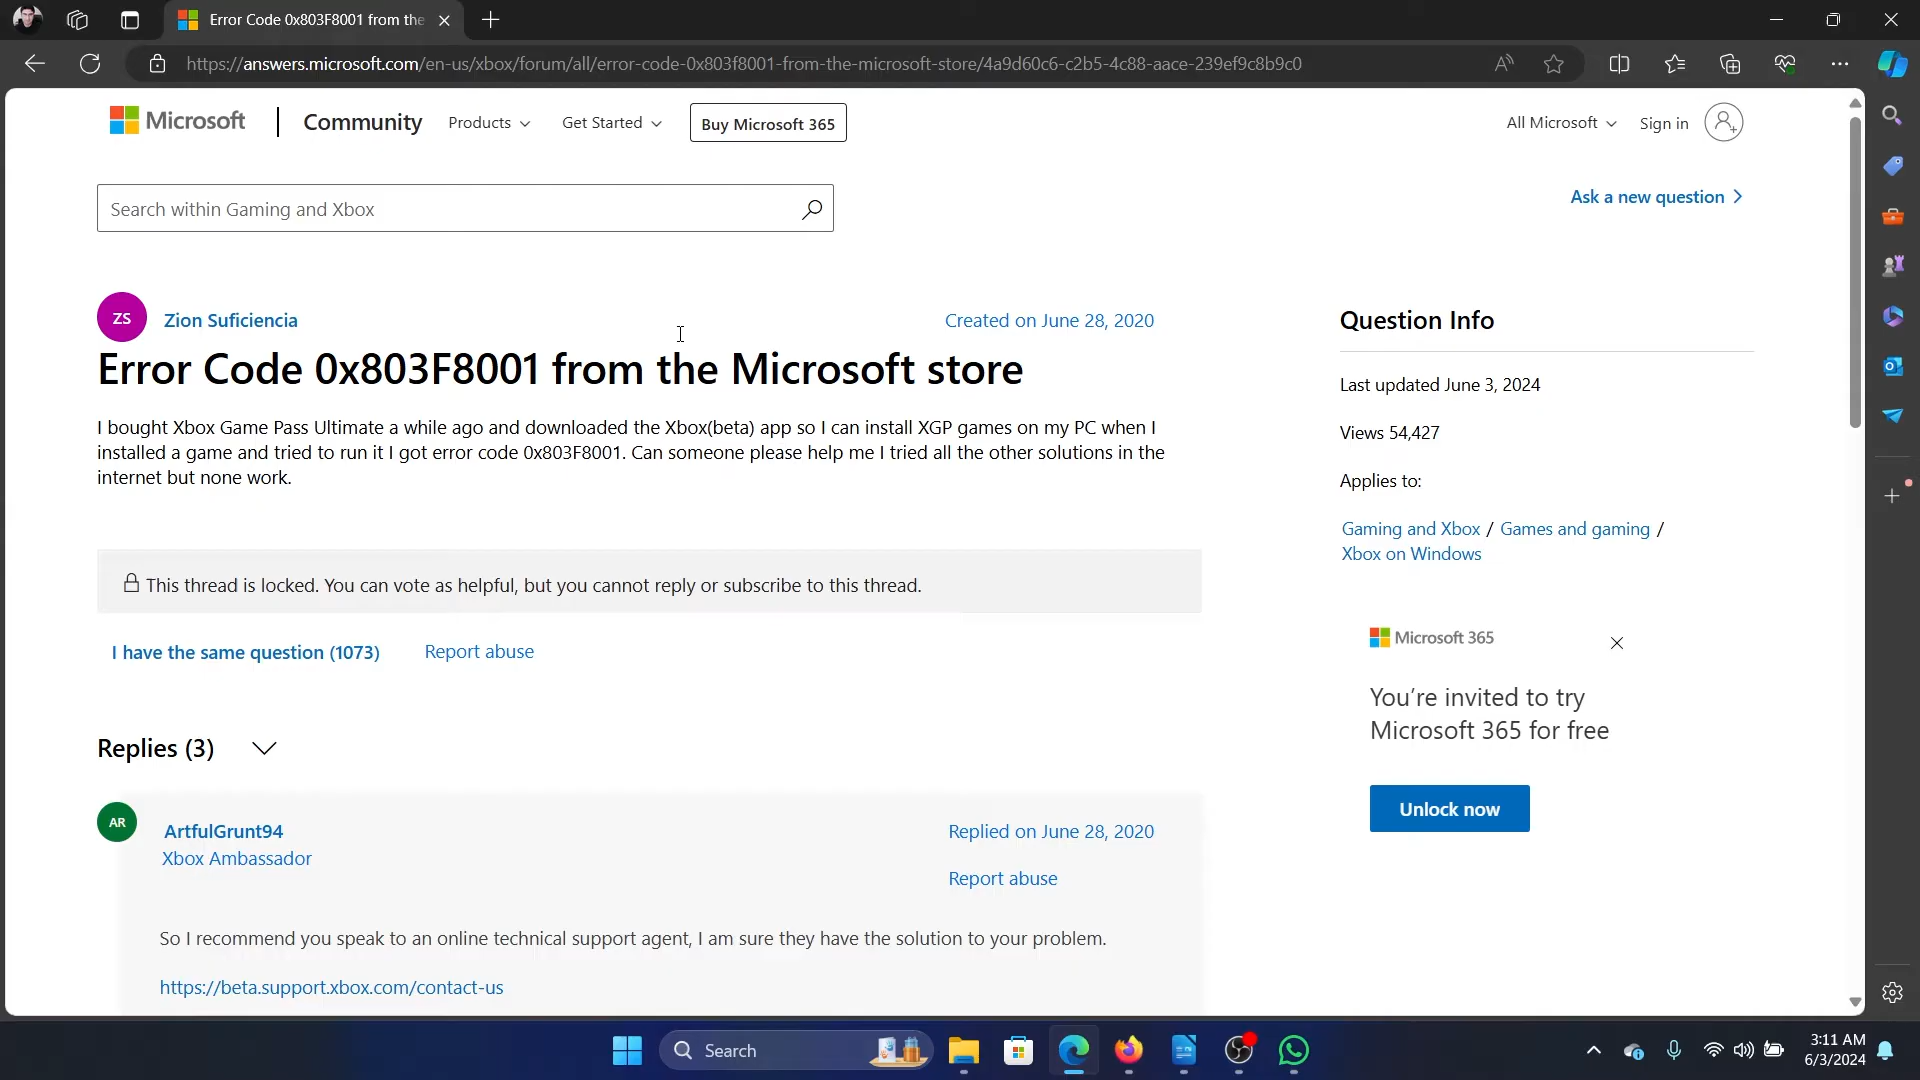 Error Code 0x803F8001 from the
https://answers.microsoft.com/en-us/xbox/forum/all/error-code-0x803f8001-from-the-microsoft-store/4a9d60c6-c2b5-4c88-aace-239ef9c8b9c0
Microsoft
Community
Products
Get Started
Buy Microsoft 365
All Microsoft
Sign in
Search within Gaming and Xbox
Ask a new question
ZS
Zion Suficiencia
Created on June 28, 2020
Error Code 0x803F8001 from the Microsoft store
I bought Xbox Game Pass Ultimate a while ago and downloaded the Xbox(beta) app so I can install XGP games on my PC when I
installed a game and tried to run it I got error code 0x803F8001. Can someone please help me I tried all the other solutions in the
internet but none work.
This thread is locked. You can vote as helpful, but you cannot reply or subscribe to this thread.
I have the same question (1073)
Report abuse
Replies (3)
AR
ArtfulGrunt94
Xbox Ambassador
Replied on June 28, 2020
Report abuse
So I recommend you speak to an online technical support agent, I am sure they have the solution to your problem.
https://beta.support.xbox.com/contact-us
Question Info
Last updated June 3, 2024
Views 54,427
Applies to:
Gaming and Xbox / Games and gaming /
Xbox on Windows
Microsoft 365
You're invited to try
Microsoft 365 for free
Unlock now
Search
3:11 AM
6/3/2024